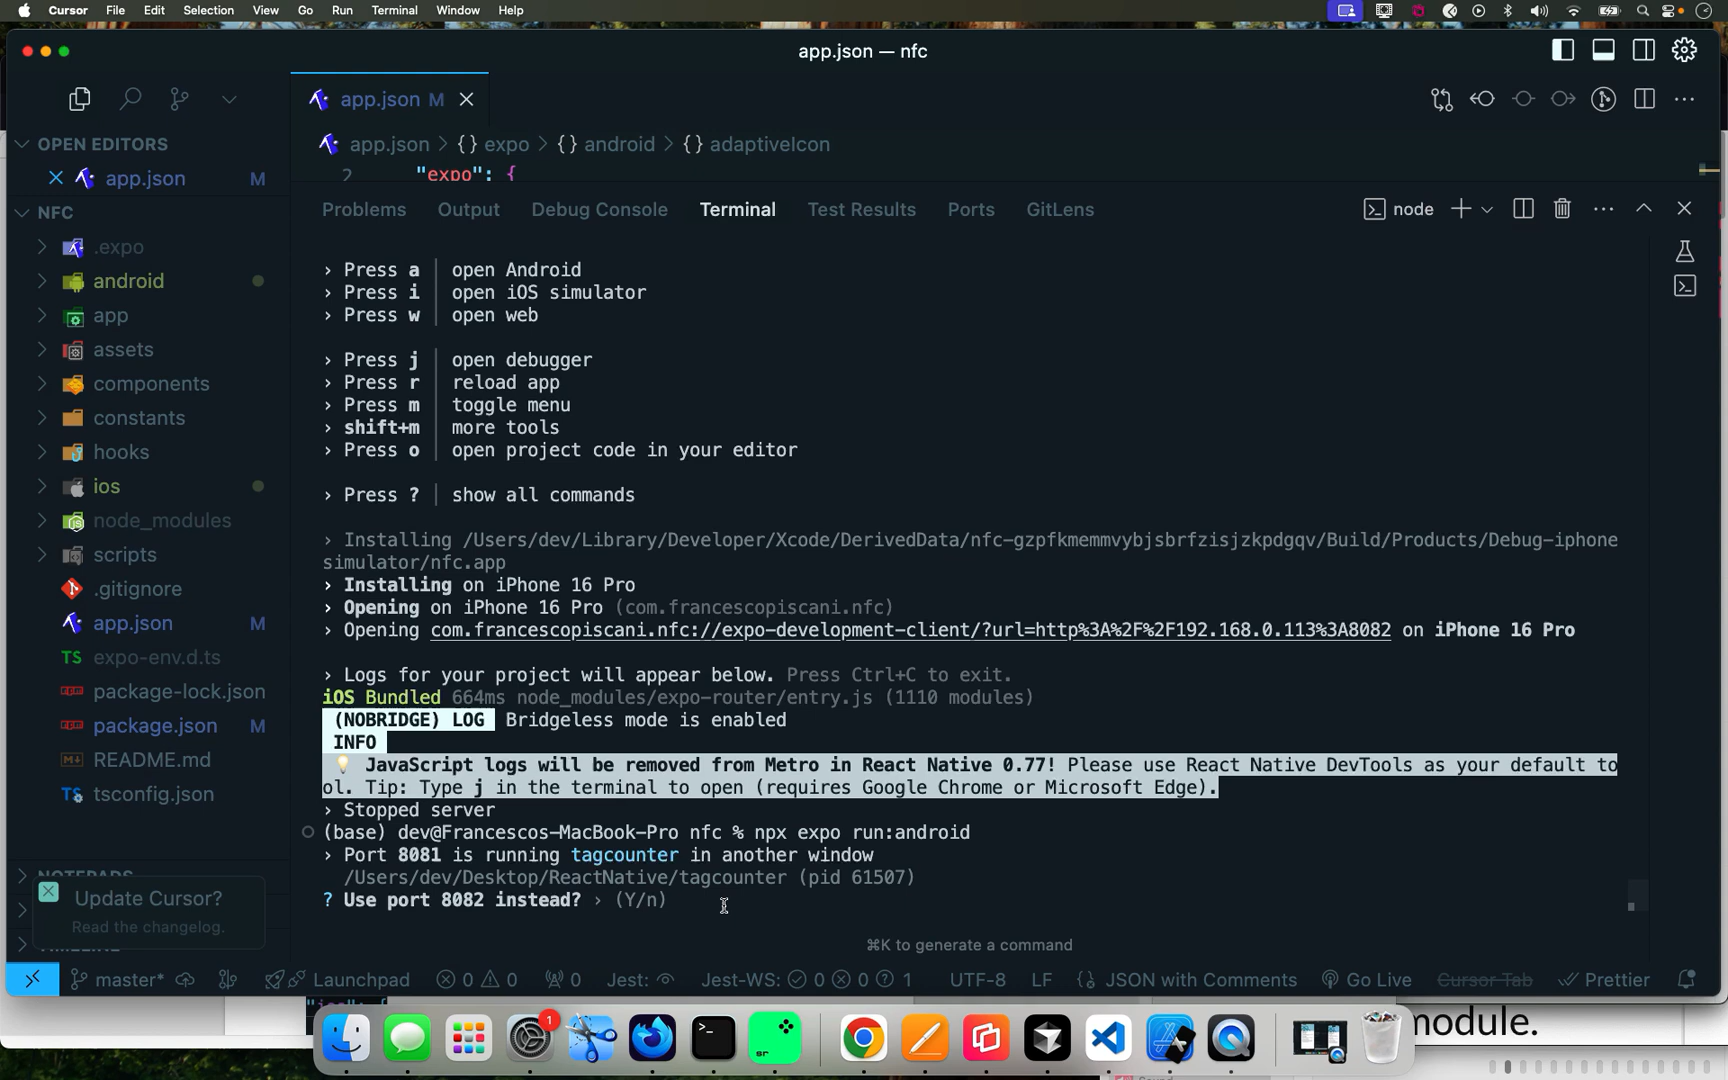 Cursor File Edit Selection View Go Run Terminal Window Help
app.json — nfc
app.json M
OPEN EDITORS
app.json > {} expo > {} android > {} adaptiveIcon
app.json M
2 "expo": {
NFC
Problems Output Debug Console Terminal Test Results Ports GitLens node
.expo
android
app
assets
components
constants
hooks
ios
node_modules
scripts
.gitignore
app.json M
expo-env.d.ts
package-lock.json
package.json M
README.md
tsconfig.json
› Press a │ open Android
› Press i │ open iOS simulator
› Press w │ open web
› Press j │ open debugger
› Press r │ reload app
› Press m │ toggle menu
› shift+m │ more tools
› Press o │ open project code in your editor
› Press ? │ show all commands
› Installing /Users/dev/Library/Developer/Xcode/DerivedData/nfc-gzpfkmemmvybjsbrfzisjzkpdgqv/Build/Products/Debug-iphone
simulator/nfc.app
› Installing on iPhone 16 Pro
› Opening on iPhone 16 Pro (com.francescopiscani.nfc)
› Opening com.francescopiscani.nfc://expo-development-client/?url=http%3A%2F%2F192.168.0.113%3A8082 on iPhone 16 Pro
› Logs for your project will appear below. Press Ctrl+C to exit.
iOS Bundled 664ms node_modules/expo-router/entry.js (1110 modules)
(NOBRIDGE) LOG Bridgeless mode is enabled
INFO
💡 JavaScript logs will be removed from Metro in React Native 0.77! Please use React Native DevTools as your default to
ol. Tip: Type j in the terminal to open (requires Google Chrome or Microsoft Edge).
› Stopped server
(base) dev@Francescos-MacBook-Pro nfc % npx expo run:android
› Port 8081 is running tagcounter in another window
/Users/dev/Desktop/ReactNative/tagcounter (pid 61507)
? Use port 8082 instead? › (Y/n)
⌘K to generate a command
NOTEPADS
Update Cursor?
Read the changelog.
master* Launchpad 0 0 0 Jest: Jest-WS: 0 0 1 UTF-8 LF {} JSON with Comments Go Live Cursor Tab Prettier
"ios": {
module.
1
sr